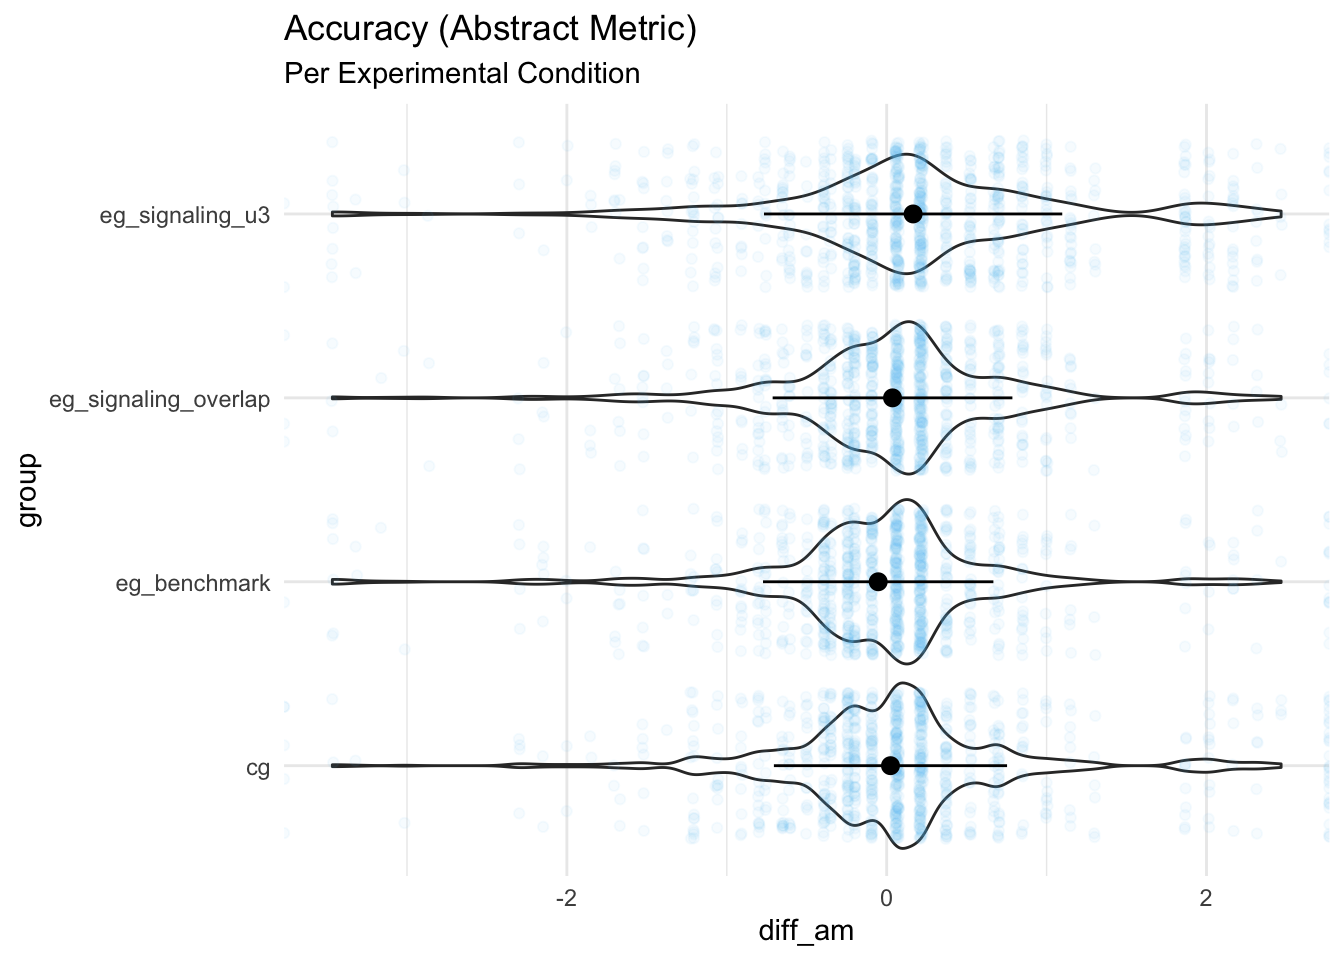 Accuracy (Abstract Metric)
Per Experimental Condition
group
eg_signaling_u3
eg_signaling_overlap
eg_benchmark
cg
-2
0
2
diff_am